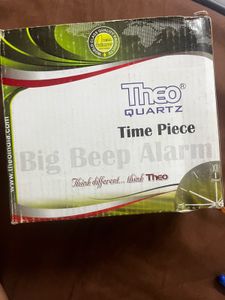 Theo®
QUARTZ
Time Piece
Big Beep Alarm
Think different... think Theo
www.theoindia.com